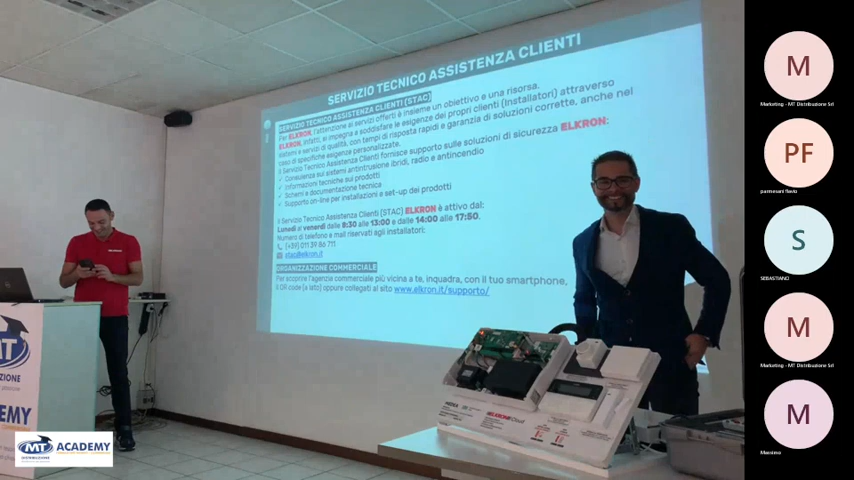 SERVIZIO TECNICO ASSISTENZA CLIENTI
SERVIZIO TECNICO ASSISTENZA CLIENTI (STAC)
Per ELKRON, l'attenzione ai servizi offerti è insieme un obiettivo e una risorsa.
ELKRON, infatti, si impegna a soddisfare le esigenze dei propri clienti (Installatori) attraverso
sistemi e servizi di qualità, con tempi di risposta rapidi e garanzia di soluzioni corrette, anche nel
caso di specifiche esigenze personalizzate.
Il Servizio Tecnico Assistenza Clienti fornisce supporto sulle soluzioni di sicurezza ELKRON:
✓ Consulenza sui sistemi antintrusione ibridi, radio e antincendio
✓ Informazioni tecniche sui prodotti
✓ Schemi e documentazione tecnica
✓ Supporto on-line per installazioni e set-up dei prodotti
Il Servizio Tecnico Assistenza Clienti (STAC) ELKRON è attivo dal:
Lunedì al venerdì dalle 8:30 alle 13:00 e dalle 14:00 alle 17:50.
Numero di telefono e mail riservati agli installatori:
(+39) 011 39 86 711
stac@elkron.it
ORGANIZZAZIONE COMMERCIALE
Per scoprire l'agenzia commerciale più vicina a te, inquadra, con il tuo smartphone,
il QR code (a lato) oppure collegati al sito www.elkron.it/supporto/
MT
ZIONE
DEMY
ELKRON Cloud
MT ACADEMY
DISTRIBUZIONE
M
Marketing - MT Distribuzione Srl
PF
parmesani flavio
S
SEBASTIANO
M
Marketing - MT Distribuzione Srl
M
Massimo